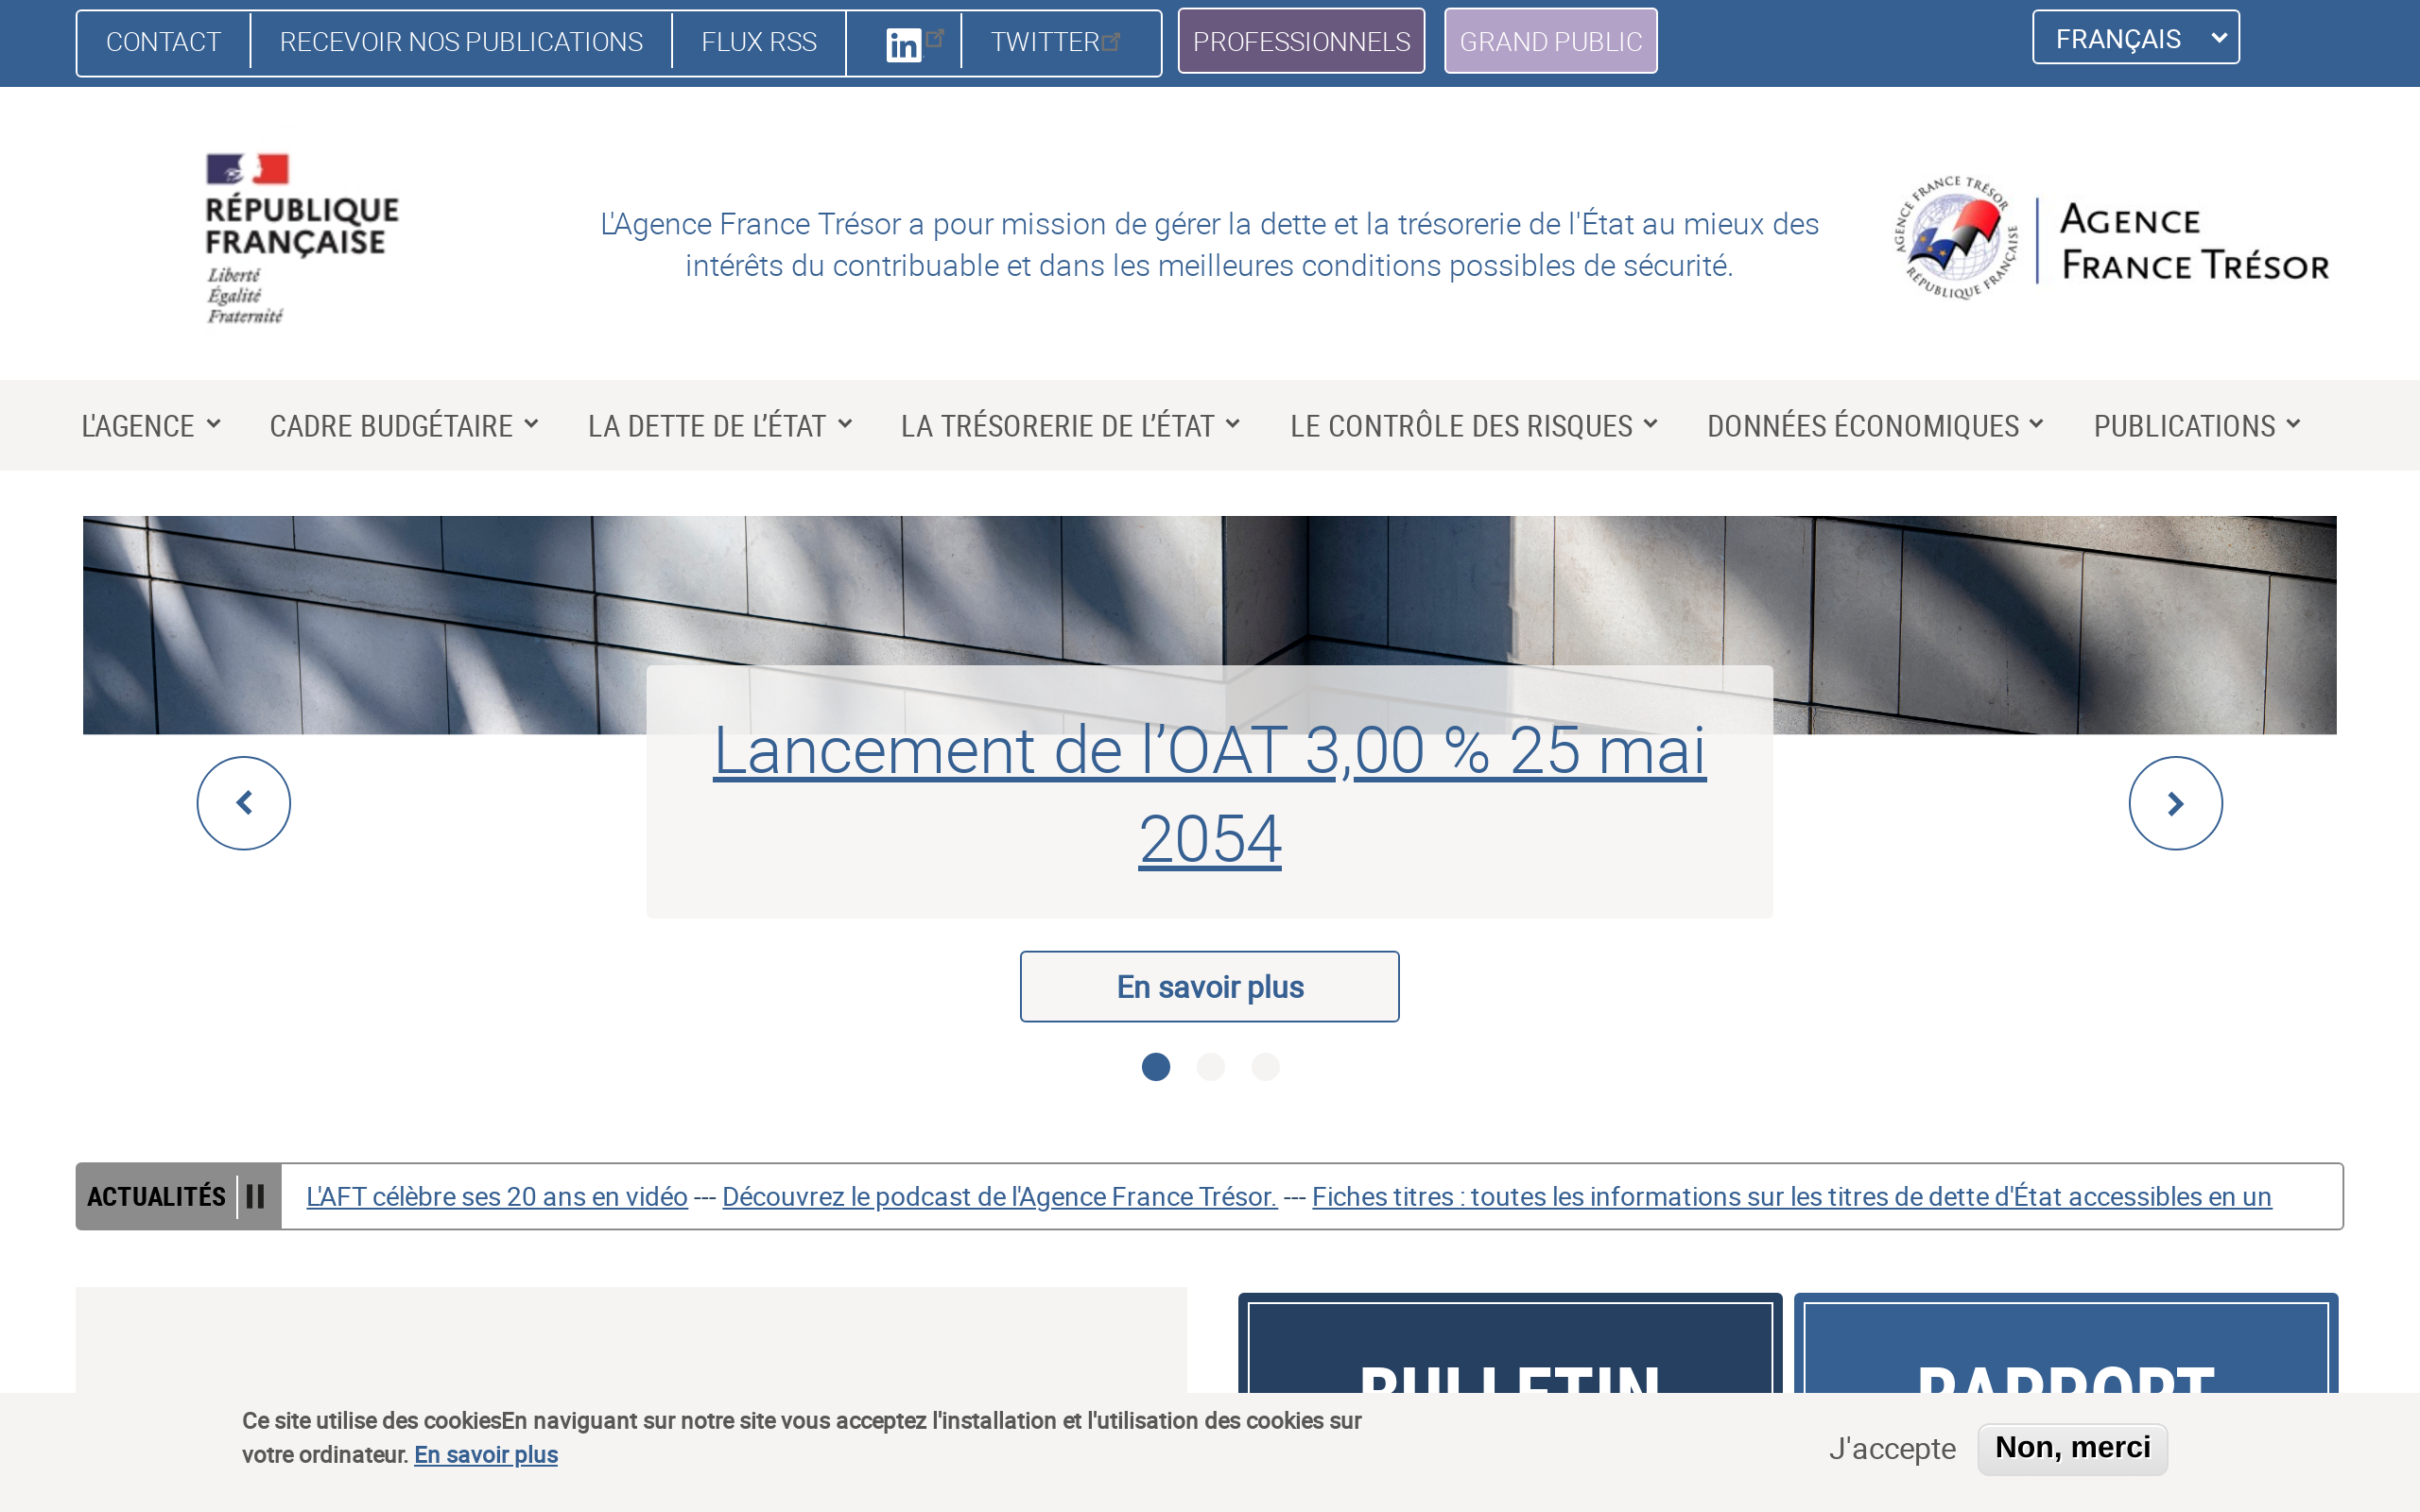 CONTACT
RECEVOIR NOS PUBLICATIONS
FLUX RSS
in
TWITTER
PROFESSIONNELS
GRAND PUBLIC
FRANÇAIS
RÉPUBLIQUE
FRANÇAISE
Liberté
Égalité
Fraternité
L'Agence France Trésor a pour mission de gérer la dette et la trésorerie de l'État au mieux des
intérêts du contribuable et dans les meilleures conditions possibles de sécurité.
AGENCE FRANCE TRÉSOR
RÉPUBLIQUE FRANÇAISE
AGENCE
FRANCE TRÉSOR
L'AGENCE
CADRE BUDGÉTAIRE
LA DETTE DE L’ÉTAT
LA TRÉSORERIE DE L’ÉTAT
LE CONTRÔLE DES RISQUES
DONNÉES ÉCONOMIQUES
PUBLICATIONS
Lancement de l’OAT 3,00 % 25 mai
2054
En savoir plus
ACTUALITÉS
L'AFT célèbre ses 20 ans en vidéo --- Découvrez le podcast de l'Agence France Trésor. --- Fiches titres : toutes les informations sur les titres de dette d'État accessibles en un
BULLETIN
RAPPORT
Ce site utilise des cookiesEn naviguant sur notre site vous acceptez l'installation et l'utilisation des cookies sur
votre ordinateur. En savoir plus
J'accepte
Non, merci